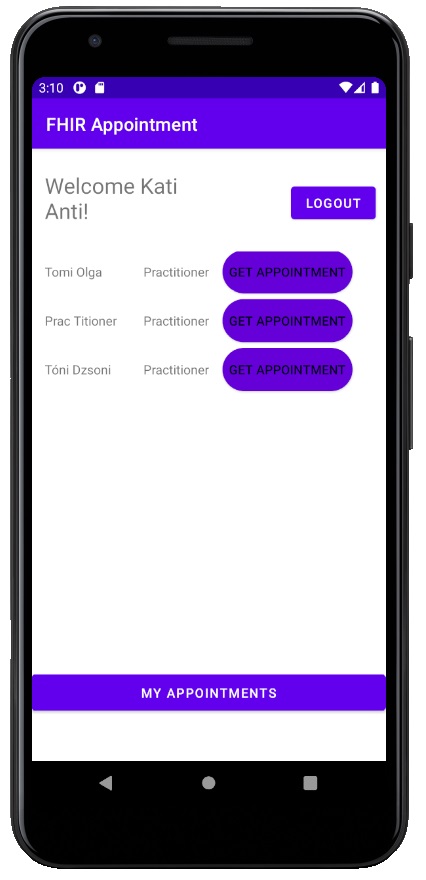 3:10
FHIR Appointment
Welcome Kati
Anti!
LOGOUT
Tomi Olga Practitioner GET APPOINTMENT
Prac Titioner Practitioner GET APPOINTMENT
Tóni Dzsoni Practitioner GET APPOINTMENT
MY APPOINTMENTS